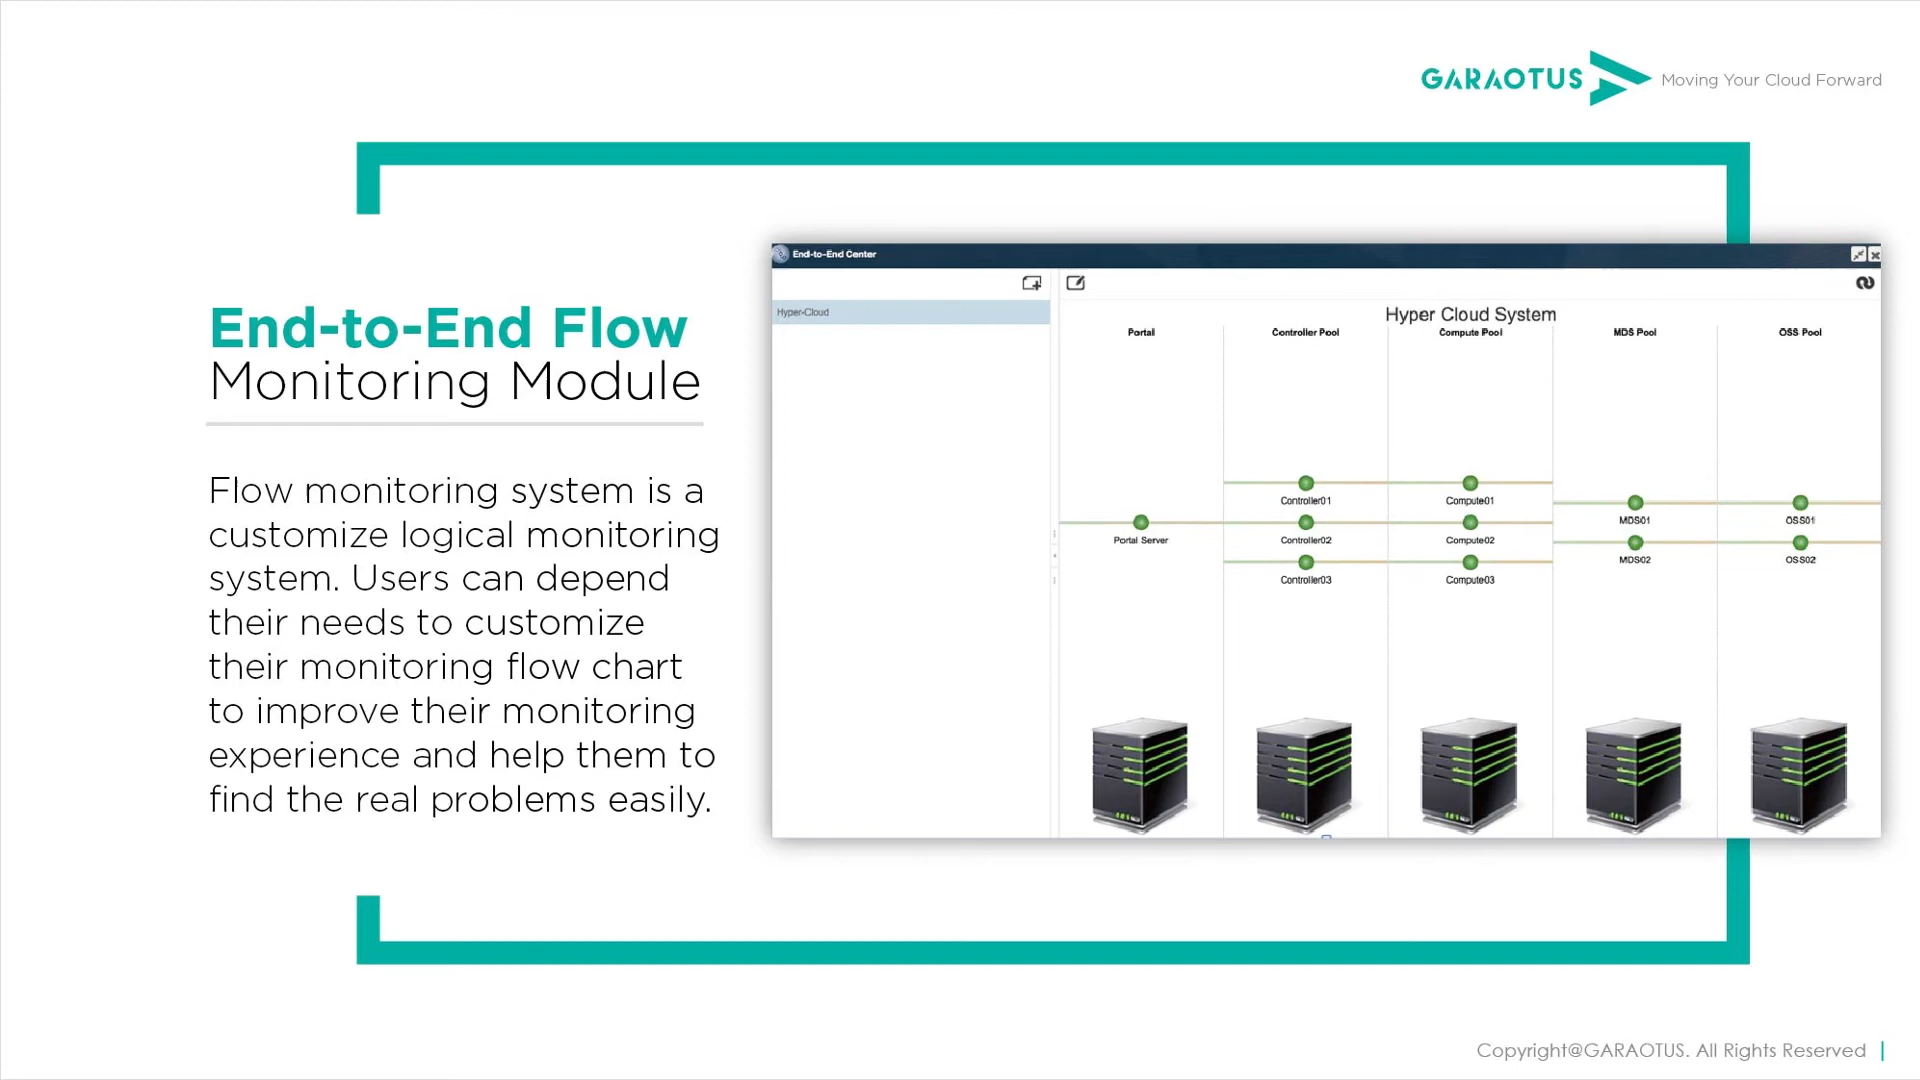 GARAOTUS Moving Your Cloud Forward
End-to-End Flow
Monitoring Module
Flow monitoring system is a
customize logical monitoring
system. Users can depend
their needs to customize
their monitoring flow chart
to improve their monitoring
experience and help them to
find the real problems easily.
End-to-End Center
Hyper-Cloud
Hyper Cloud System
Portal Controller Pool Compute Pool MDS Pool OSS Pool
Controller01 Compute01
MDS01 OSS01
Portal Server Controller02 Compute02
MDS02 OSS02
Controller03 Compute03
Copyright@GARAOTUS. All Rights Reserved